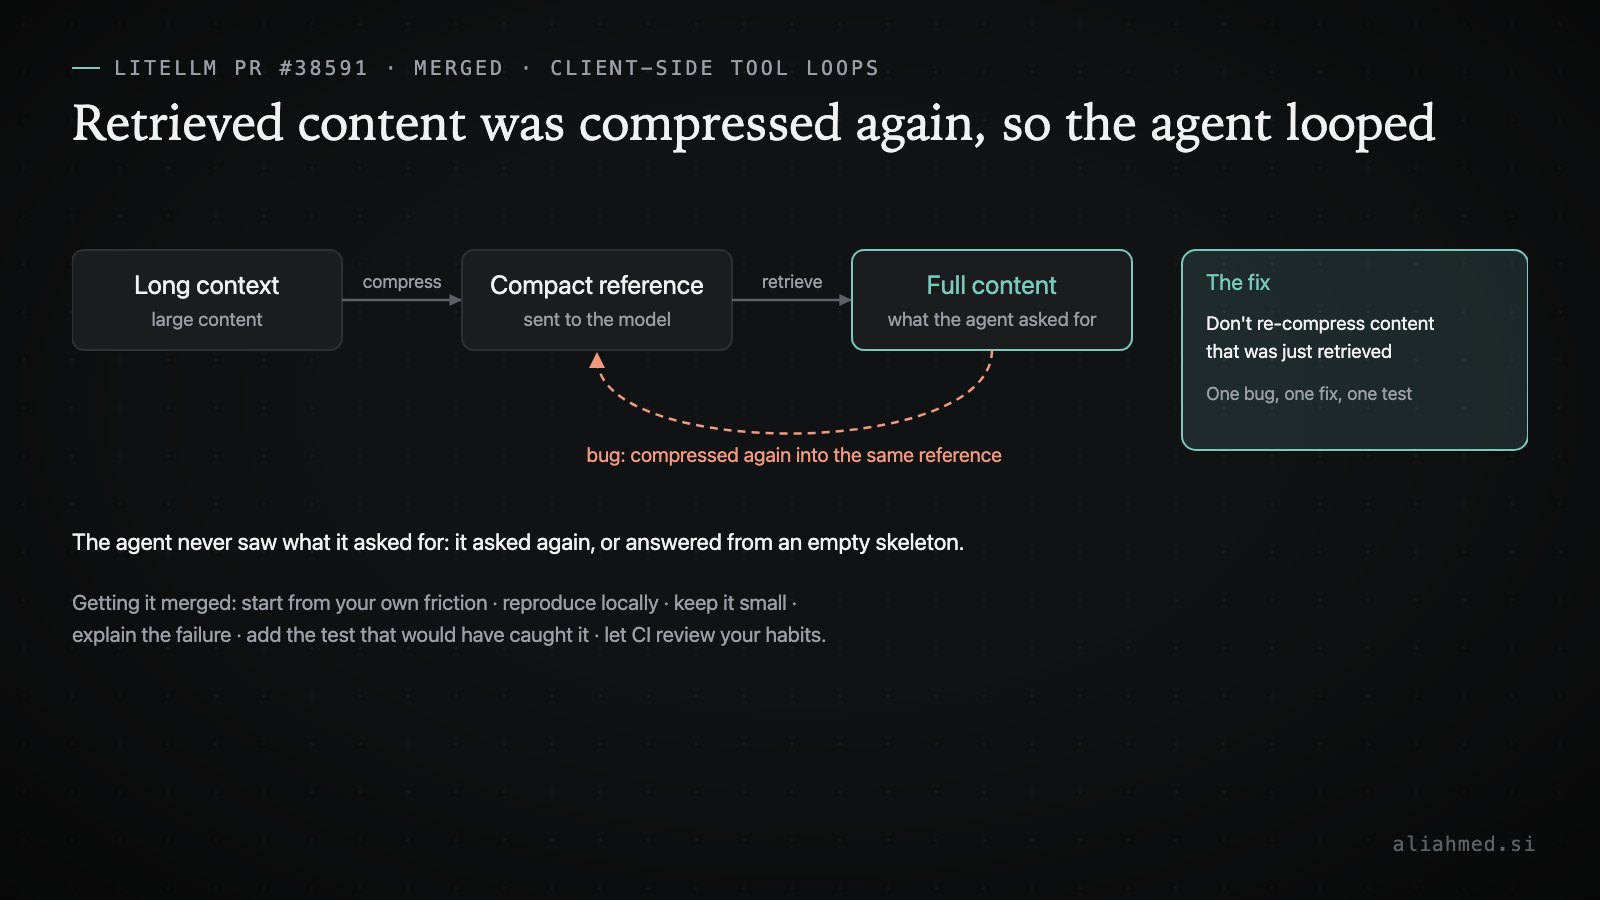 LITELLM PR #38591 · MERGED · CLIENT-SIDE TOOL LOOPS
Retrieved content was compressed again, so the agent looped
Long context
large content
compress
Compact reference
sent to the model
retrieve
Full content
what the agent asked for
The fix
Don't re-compress content
that was just retrieved
One bug, one fix, one test
bug: compressed again into the same reference
The agent never saw what it asked for: it asked again, or answered from an empty skeleton.
Getting it merged: start from your own friction · reproduce locally · keep it small ·
explain the failure · add the test that would have caught it · let CI review your habits.
aliahmed.si